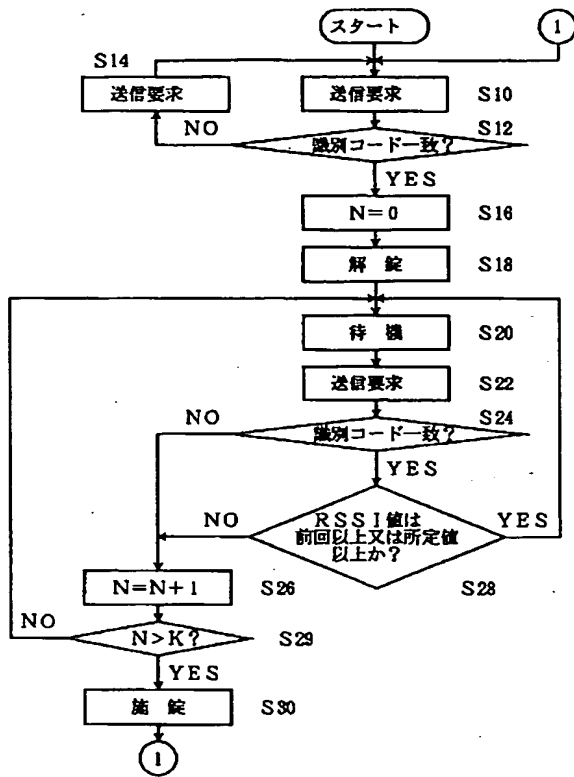 スタート
1
S14
送信要求
送信要求
S10
NO
S12
識別コード一致?
YES
N=0
S16
解 錠
S18
待 機
S20
送信要求
S22
NO
S24
識別コード一致?
YES
NO
RSSI値は
前回以上又は所定値
以上か?
YES
S28
N=N+1
S26
NO
N>K?
S29
YES
施 錠
S30
1